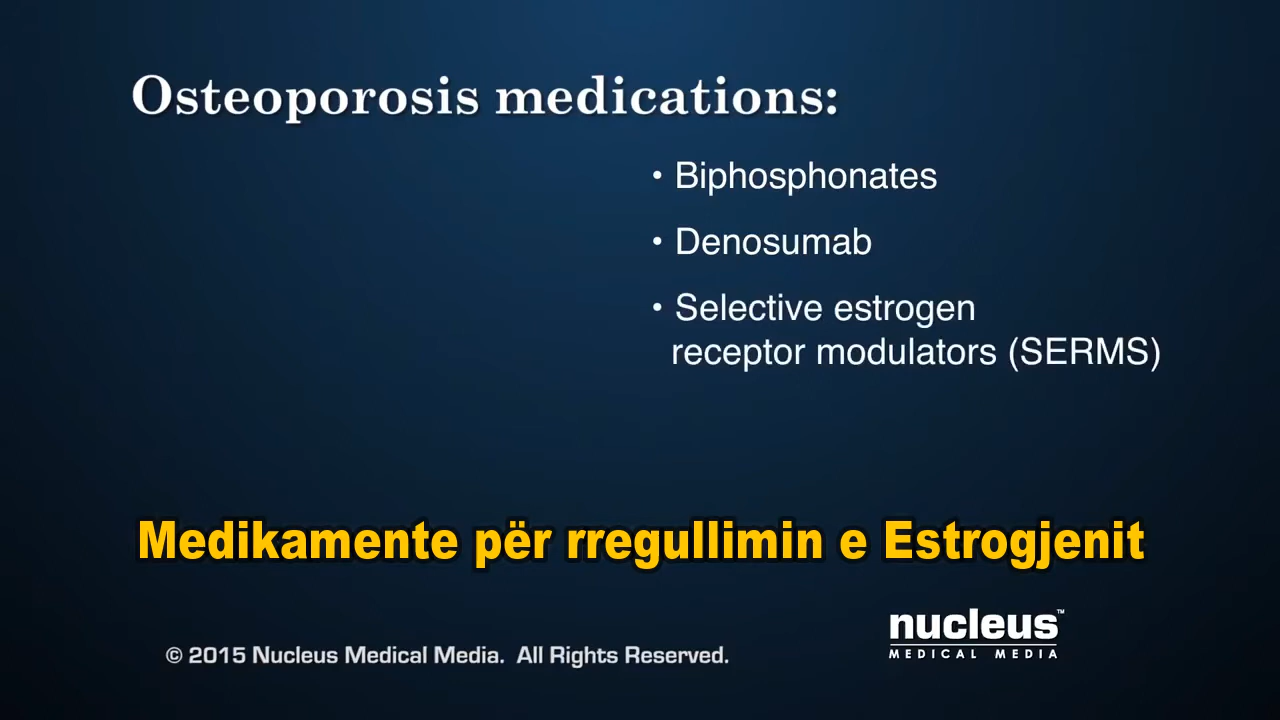 Osteoporosis medications:
• Biphosphonates
• Denosumab
• Selective estrogen
receptor modulators (SERMS)
Medikamente për rregullimin e Estrogjenit
nucleus™
MEDICAL MEDIA
© 2015 Nucleus Medical Media. All Rights Reserved.